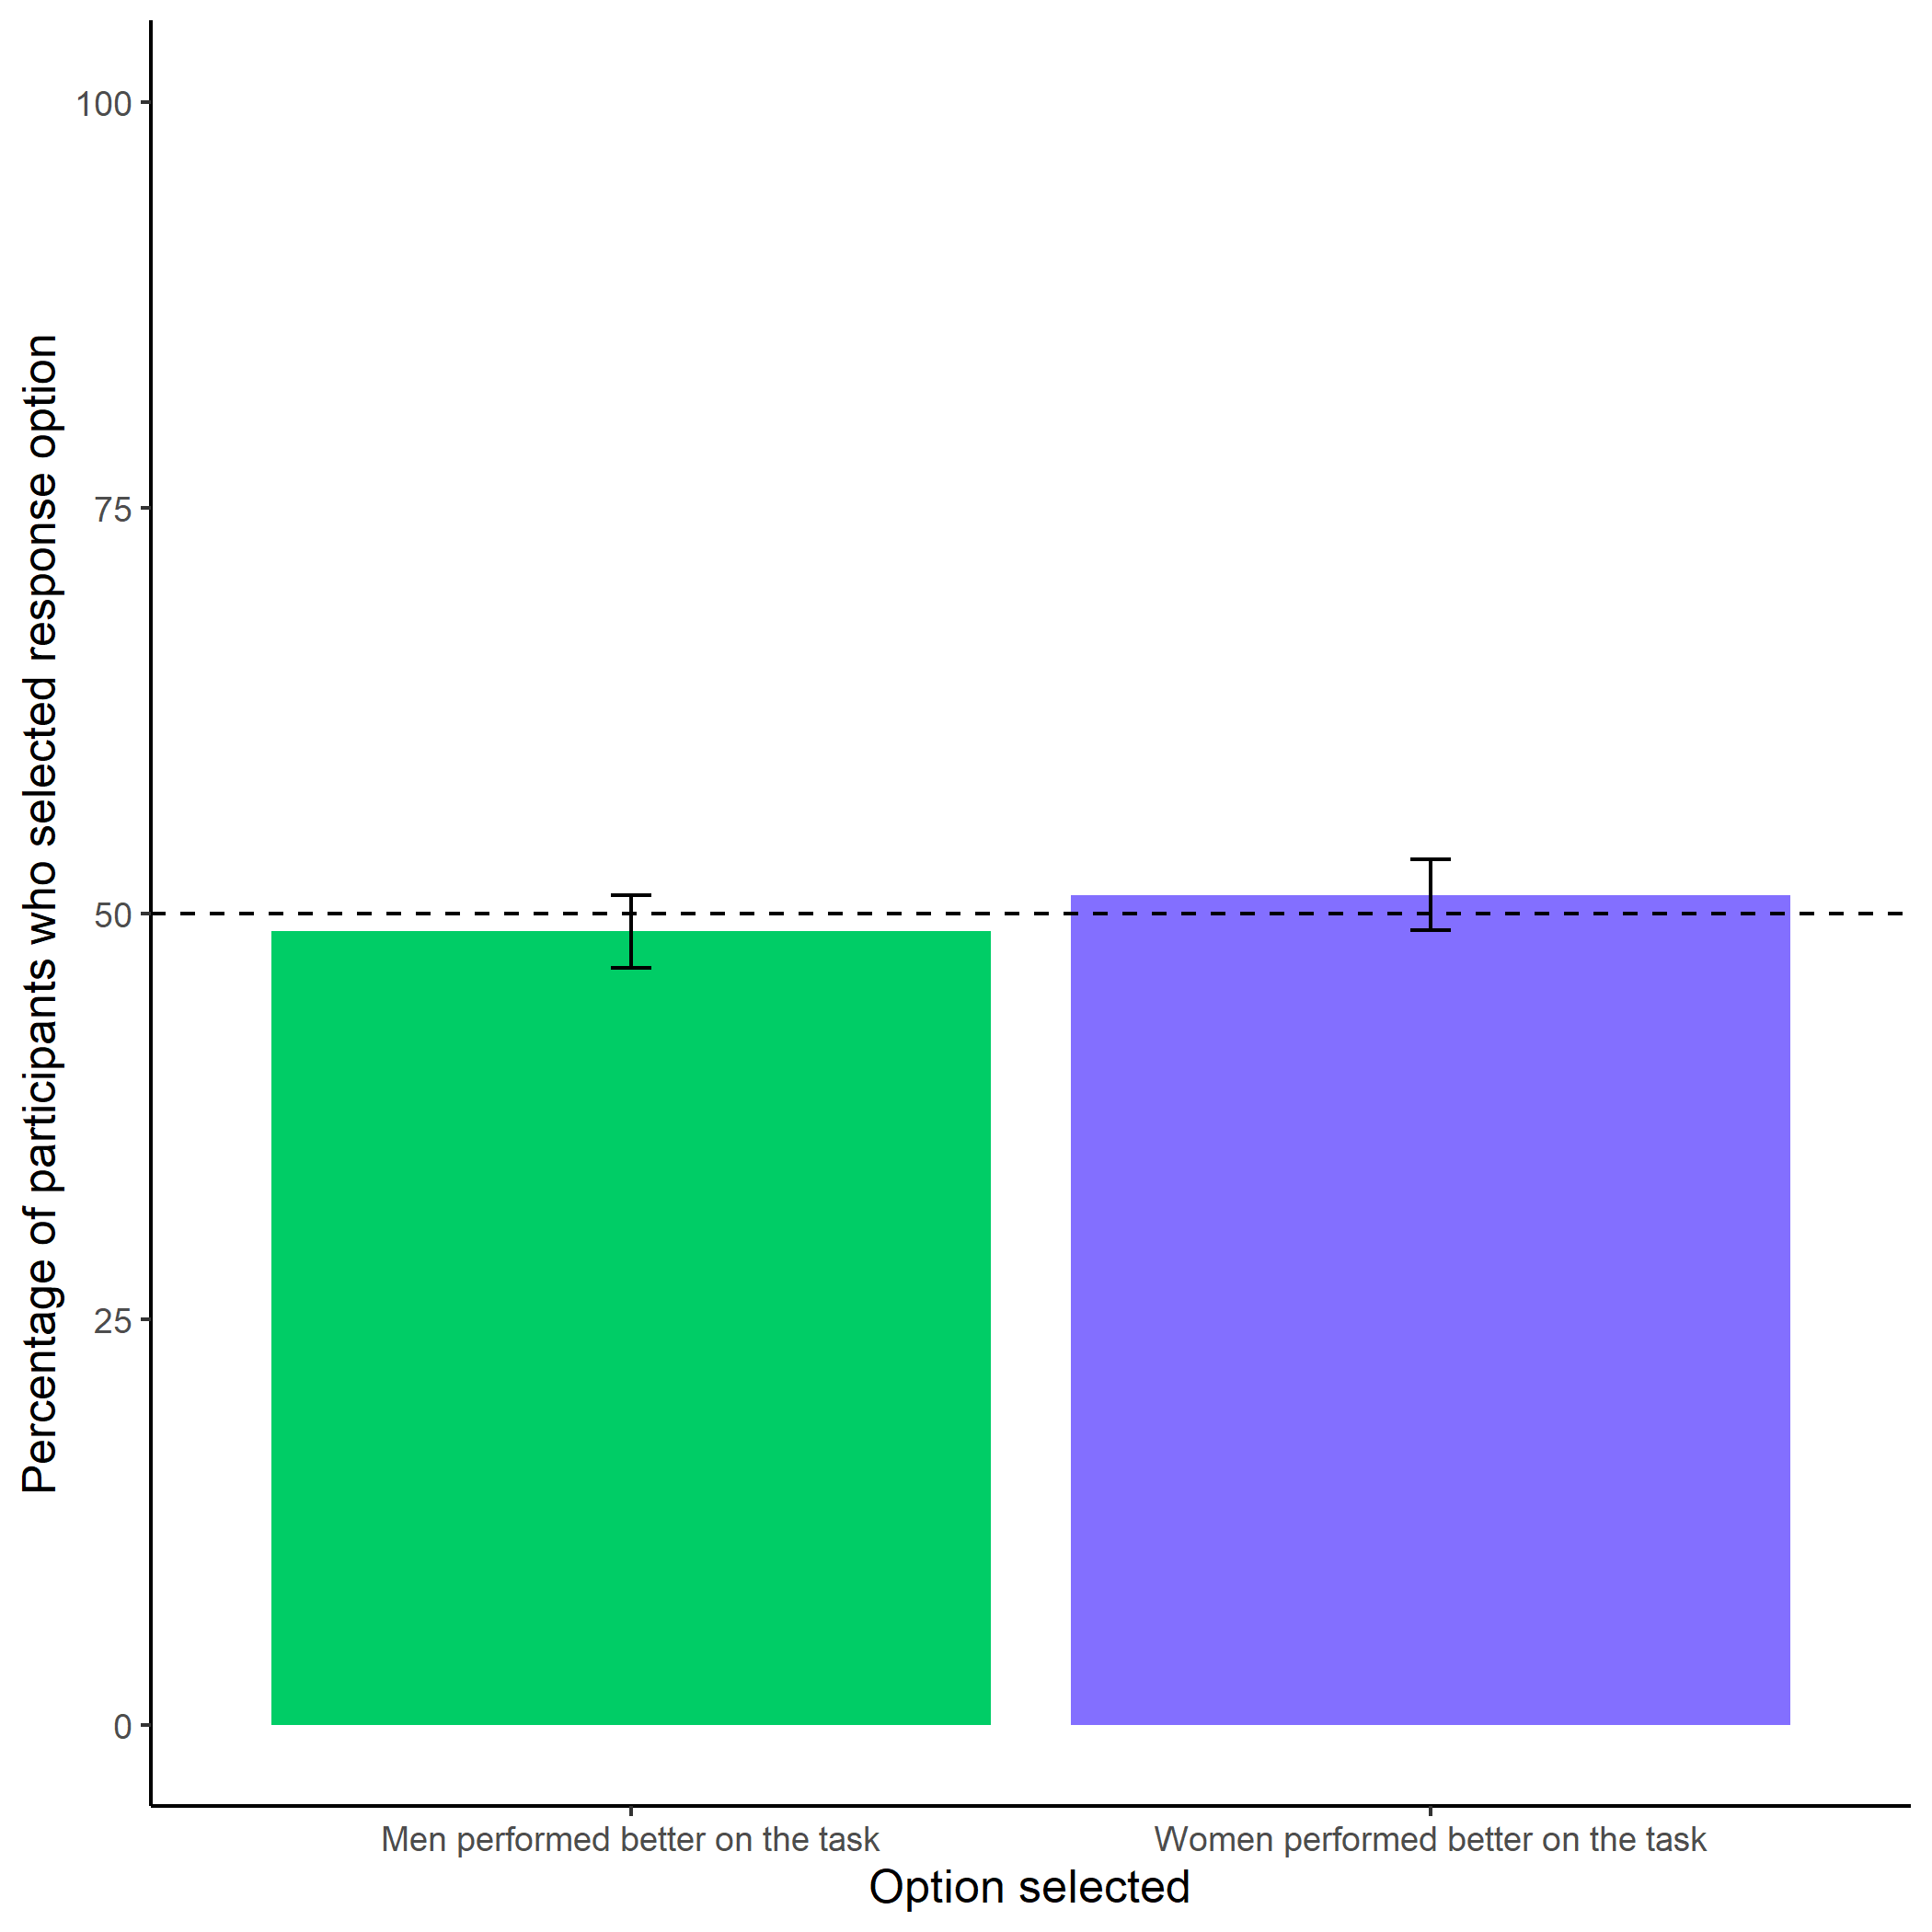 Percentage of participants who selected response option
100
75
50
25
0
Men performed better on the task
Women performed better on the task
Option selected